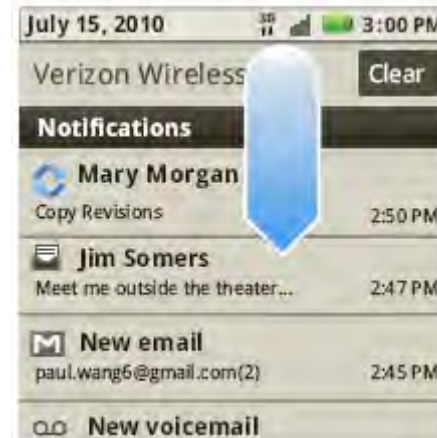 July 15, 2010 3G 3:00 PM
Verizon Wireless Clear
Notifications
Mary Morgan
Copy Revisions 2:50 PM
Jim Somers
Meet me outside the theater... 2:47 PM
New email
paul.wang6@gmail.com(2) 2:45 PM
New voicemail